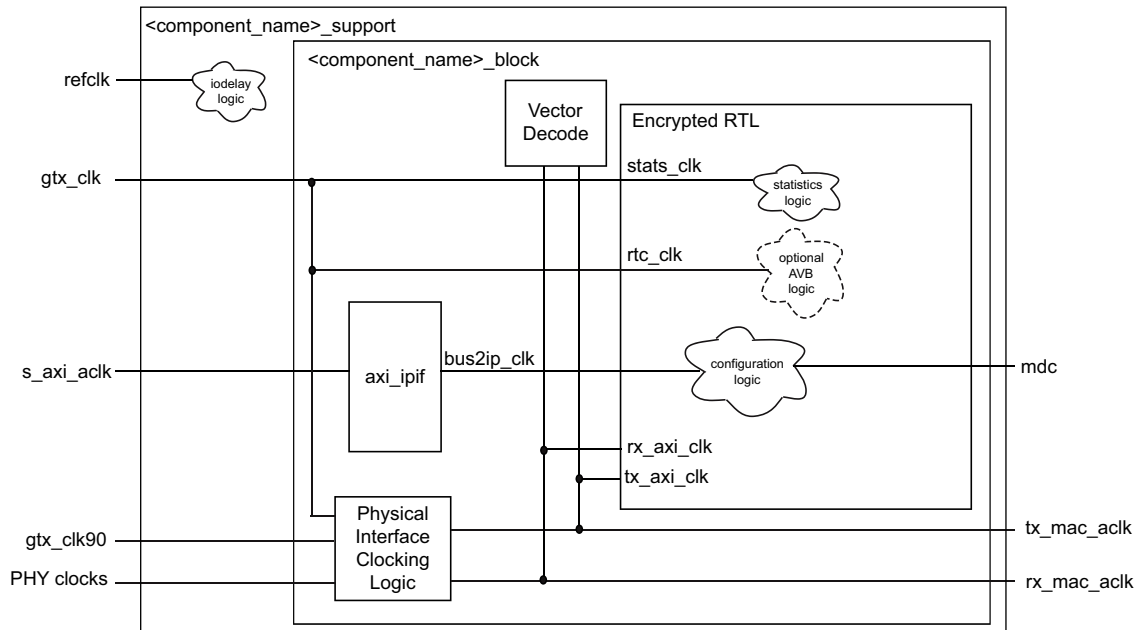 <component_name>_support
<component_name>_block
refclk
iodelay
logic
Vector
Decode
Encrypted RTL
gtx_clk
stats_clk
statistics
logic
rtc_clk
optional
AVB
logic
s_axi_aclk
axi_ipif
bus2ip_clk
configuration
logic
mdc
rx_axi_clk
tx_axi_clk
Physical
Interface
Clocking
Logic
gtx_clk90
PHY clocks
tx_mac_aclk
rx_mac_aclk